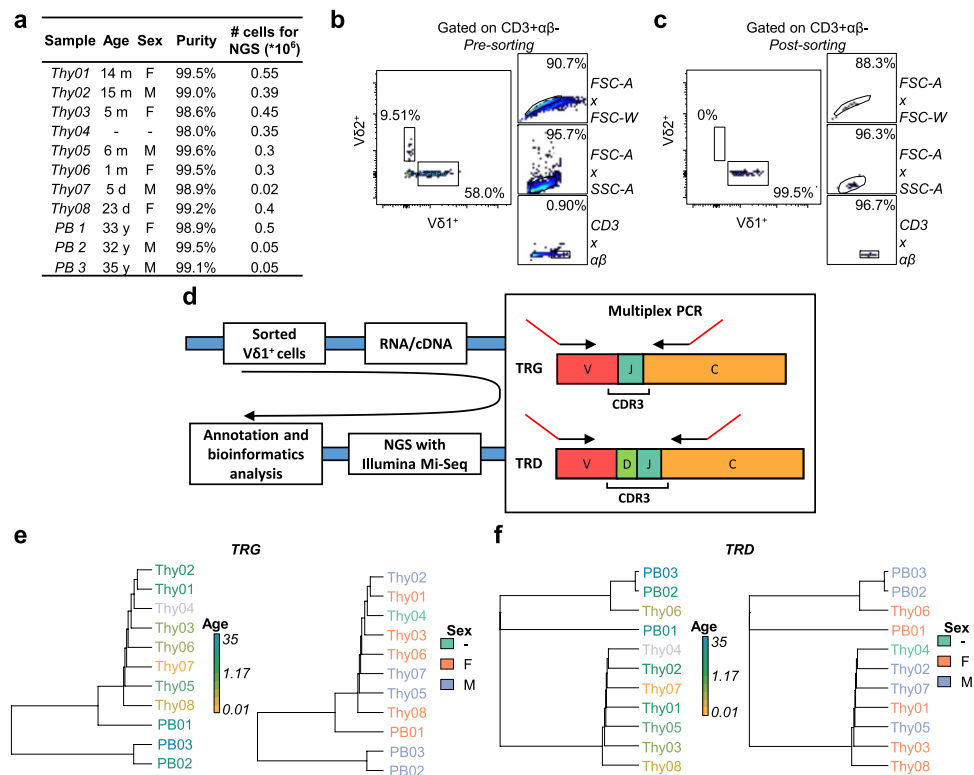 a
Sample Age Sex Purity # cells for NGS (*10⁶)
Thy01 14 m F 99.5% 0.55
Thy02 15 m M 99.0% 0.39
Thy03 5 m F 98.6% 0.45
Thy04 - - 98.0% 0.35
Thy05 6 m M 99.6% 0.3
Thy06 1 m F 99.5% 0.3
Thy07 5 d M 98.9% 0.02
Thy08 23 d F 99.2% 0.4
PB 1 33 y F 98.9% 0.5
PB 2 32 y M 99.5% 0.05
PB 3 35 y M 99.1% 0.05
b
Gated on CD3+αβ-
Pre-sorting
Vδ2⁺
9.51%
58.0%
Vδ1⁺
90.7%
FSC-A
x
FSC-W
95.7%
FSC-A
x
SSC-A
0.90%
CD3
x
αβ
c
Gated on CD3+αβ-
Post-sorting
Vδ2⁺
0%
99.5%
Vδ1⁺
88.3%
FSC-A
x
FSC-W
96.3%
FSC-A
x
SSC-A
96.7%
CD3
x
αβ
d
Sorted
Vδ1⁺ cells
RNA/cDNA
Annotation and
bioinformatics
analysis
NGS with
Illumina Mi-Seq
Multiplex PCR
TRG
V J C
CDR3
TRD
V D J C
CDR3
e
TRG
Thy02
Thy01
Thy04
Thy03
Thy06
Thy07
Thy05
Thy08
PB01
PB03
PB02
Age
35
1.17
0.01
Thy02
Thy01
Thy04
Thy03
Thy06
Thy07
Thy05
Thy08
PB01
PB03
PB02
Sex
-
F
M
f
TRD
PB03
PB02
Thy06
PB01
Thy04
Thy02
Thy07
Thy01
Thy05
Thy03
Thy08
Age
35
1.17
0.01
PB03
PB02
Thy06
PB01
Thy04
Thy02
Thy07
Thy01
Thy05
Thy03
Thy08
Sex
-
F
M